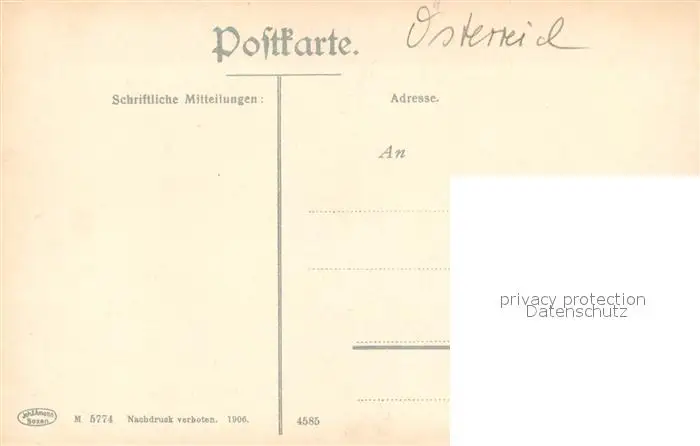 Postkarte.
Österreich
Schriftliche Mitteilungen:
Adresse.
An
privacy protection
Datenschutz
Joh. Amonn
Bozen.
M 5774 Nachdruck verboten. 1906.
4585